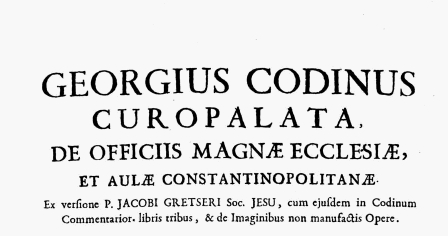 GEORGIUS CODINUS
CUROPALATA,
DE OFFICIIS MAGNÆ ECCLESIÆ,
ET AULÆ CONSTANTINOPOLITANÆ.
Ex verſione P. JACOBI GRETSERI Soc. JESU, cum ejuſdem in Codinum
Commentarior. libris tribus, & de Imaginibus non manufactis Opere.